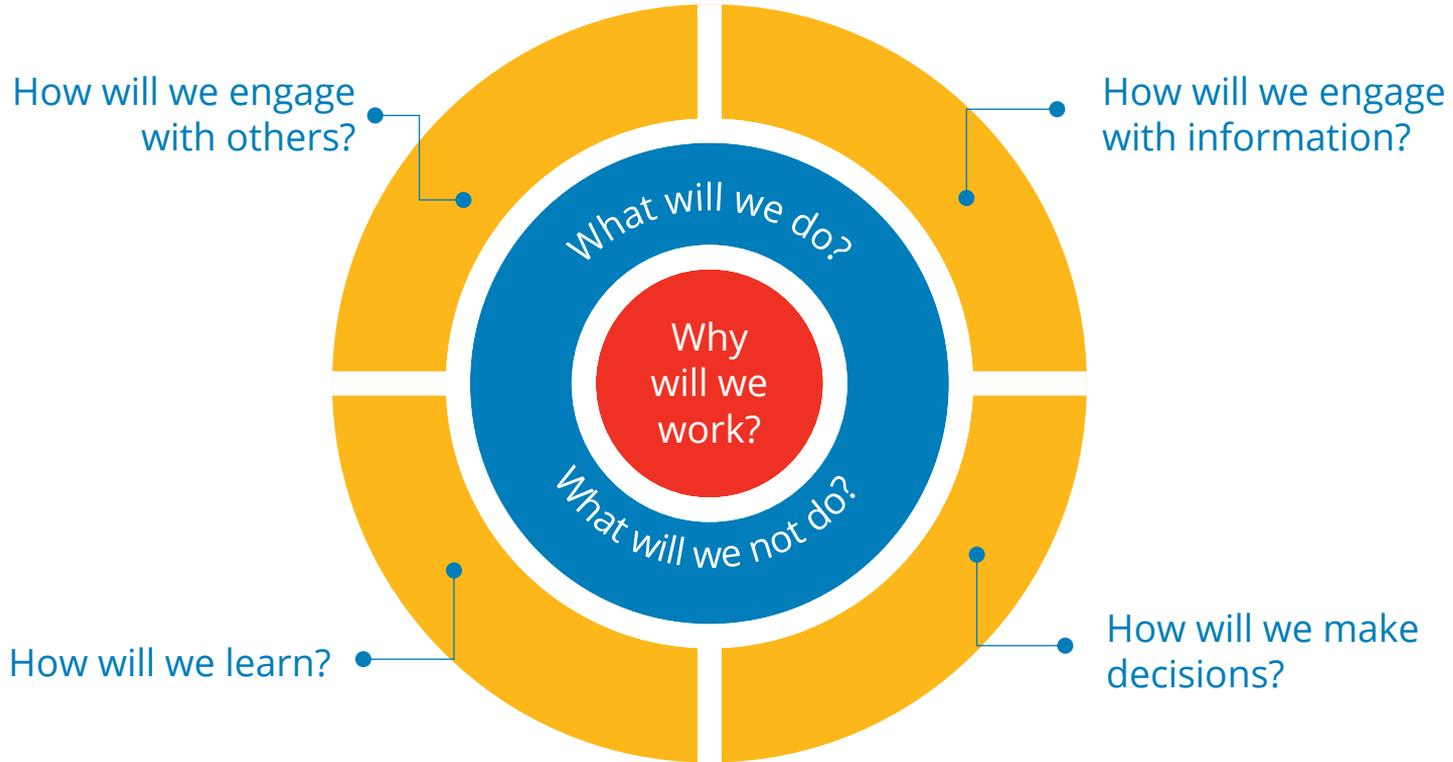 How will we engage
with others?
How will we engage
with information?
What will we do?
Why
will we
work?
What will we not do?
How will we learn?
How will we make
decisions?